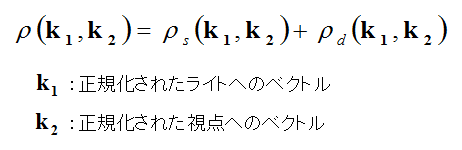 ρ(k₁,k₂) = ρₛ(k₁,k₂) + ρ_d(k₁,k₂)
k₁ : 正規化されたライトへのベクトル
k₂ : 正規化された視点へのベクトル